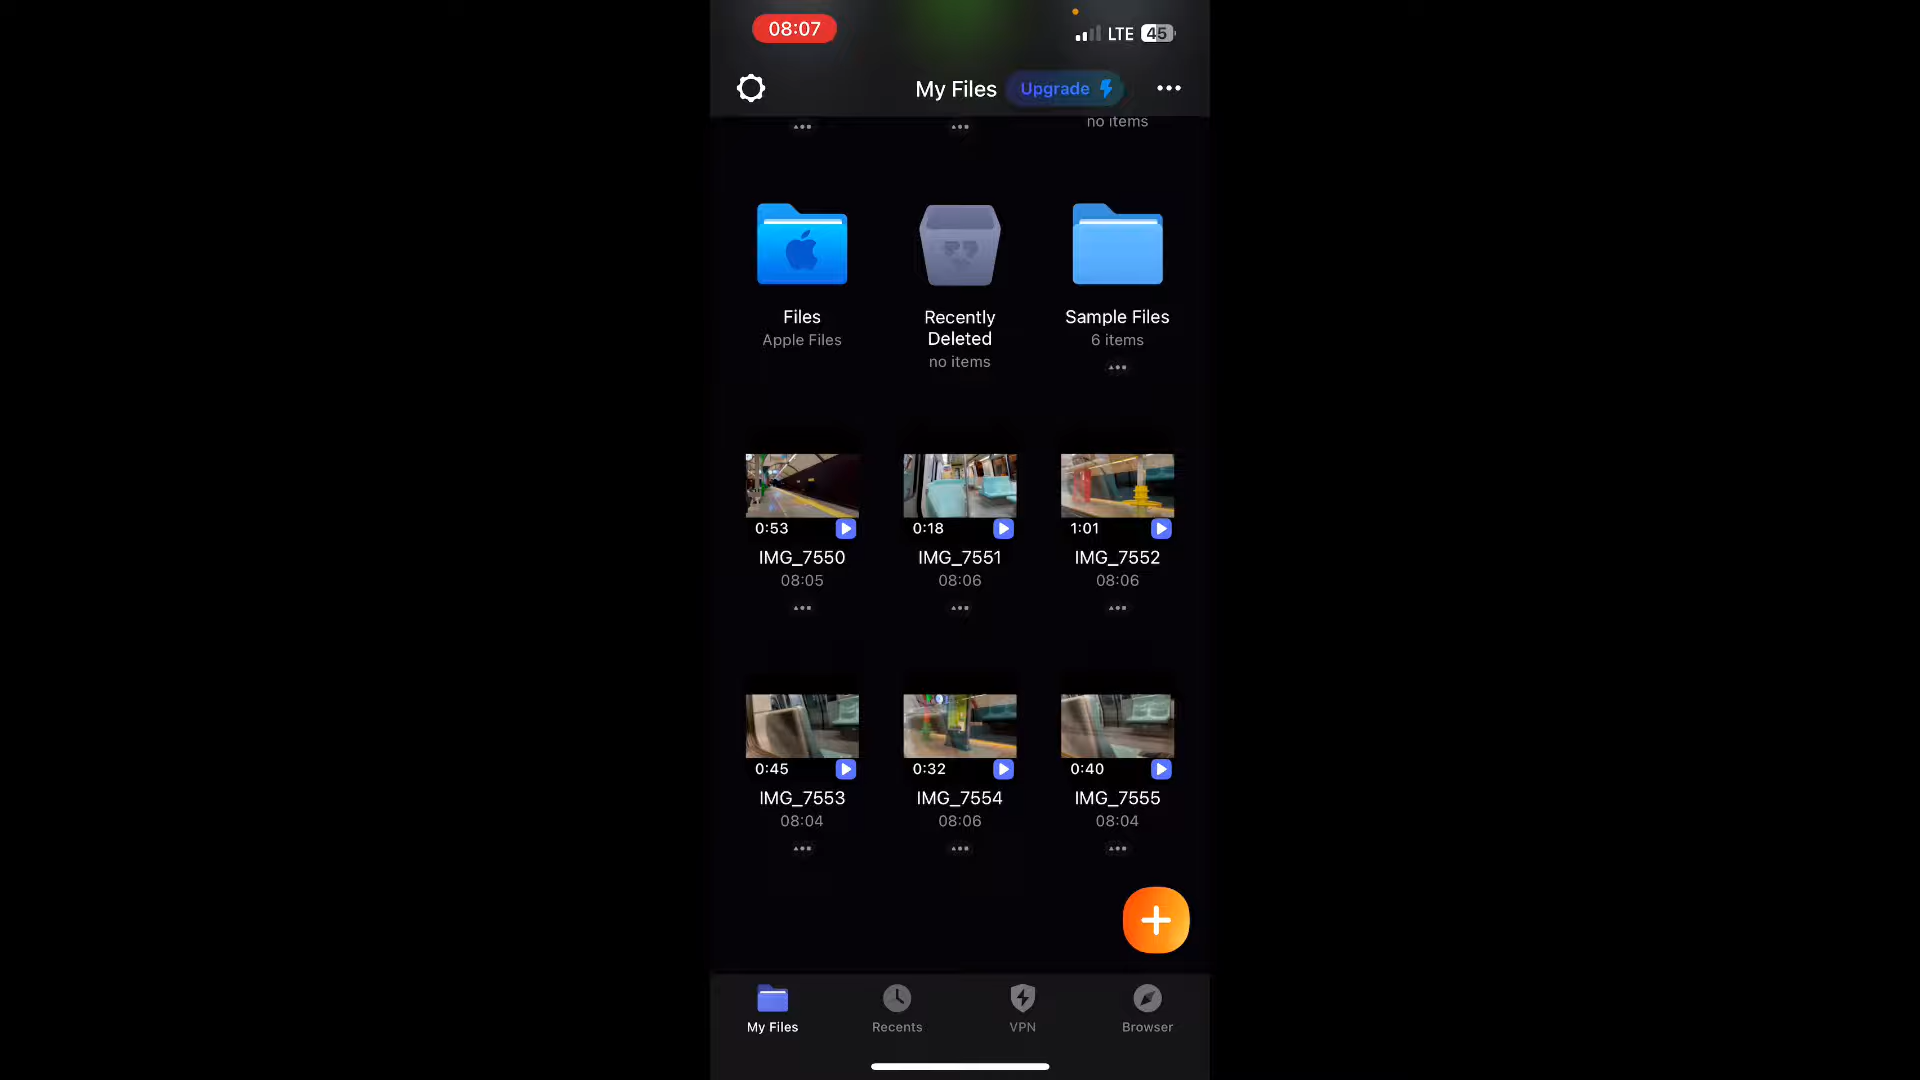 08:07
LTE 45
My Files Upgrade
no items
Files Recently Deleted Sample Files
Apple Files no items 6 items
0:53 0:18 1:01
IMG_7550 IMG_7551 IMG_7552
08:05 08:06 08:06
0:45 0:32 0:40
IMG_7553 IMG_7554 IMG_7555
08:04 08:06 08:04
My Files Recents VPN Browser